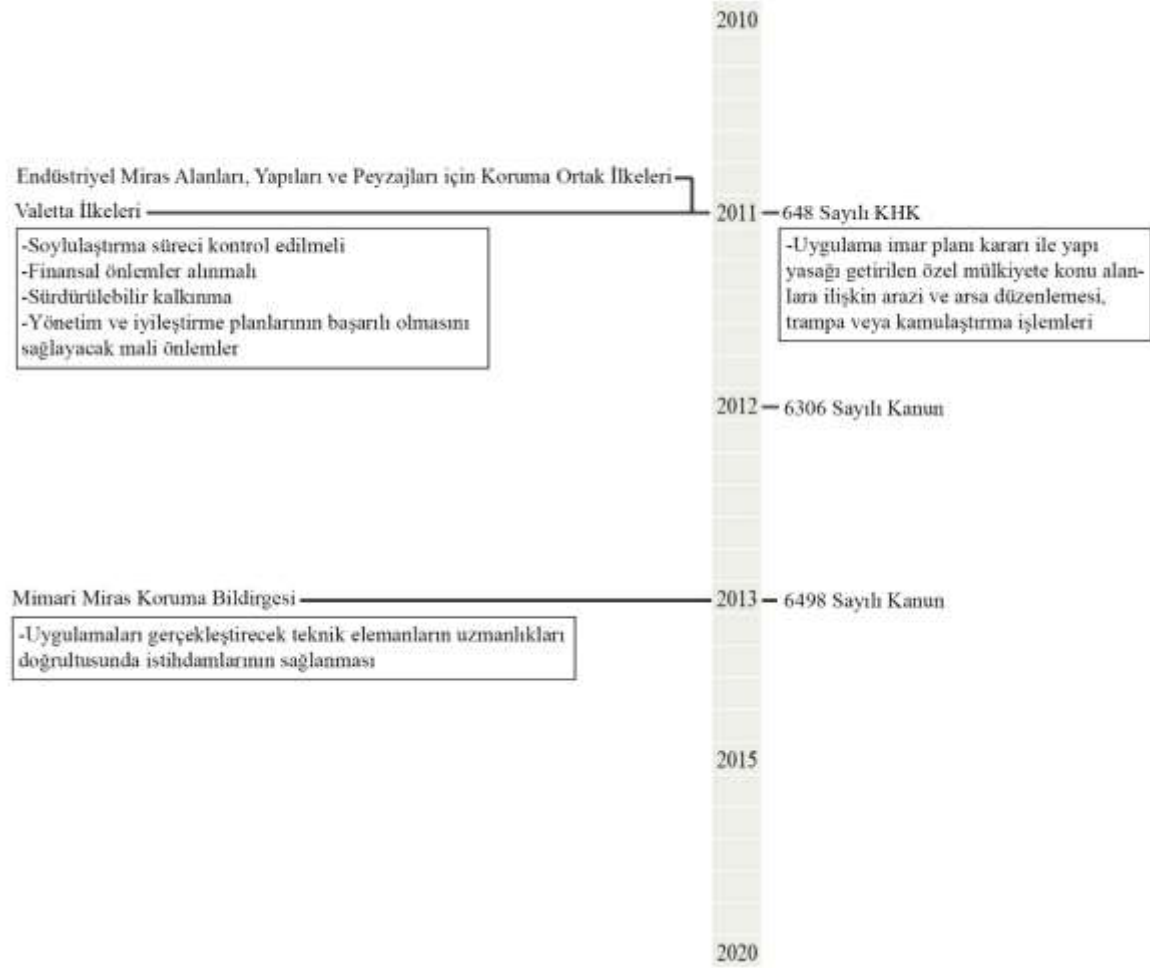 2010
Endüstriyel Miras Alanları, Yapıları ve Peyzajları için Koruma Ortak İlkeleri
Valetta İlkeleri
2011
648 Sayılı KHK
-Soylulaştırma süreci kontrol edilmeli
-Finansal önlemler alınmalı
-Sürdürülebilir kalkınma
-Yönetim ve iyileştirme planlarının başarılı olmasını
sağlayacak mali önlemler
-Uygulama imar planı kararı ile yapı
yasağı getirilen özel mülkiyete konu alan-
lara ilişkin arazi ve arsa düzenlemesi,
trampa veya kamulaştırma işlemleri
2012
6306 Sayılı Kanun
Mimari Miras Koruma Bildirgesi
2013
6498 Sayılı Kanun
-Uygulamaları gerçekleştirecek teknik elemanların uzmanlıkları
doğrultusunda istihdamlarının sağlanması
2015
2020